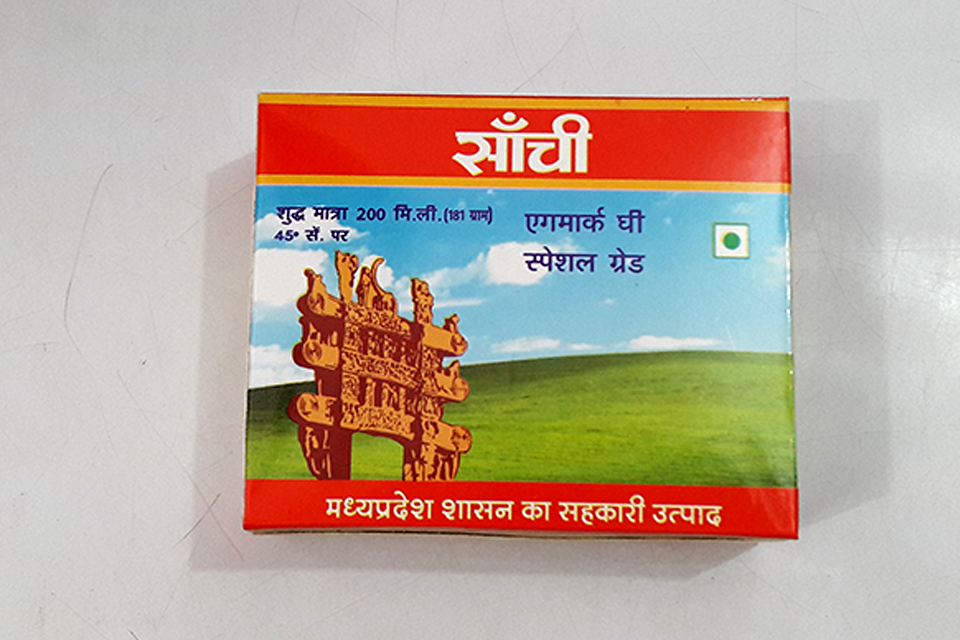 साँची
शुद्ध मात्रा 200 मि.ली.(181 ग्राम)
45° सें. पर
एगमार्क घी
स्पेशल ग्रेड
मध्यप्रदेश शासन का सहकारी उत्पाद